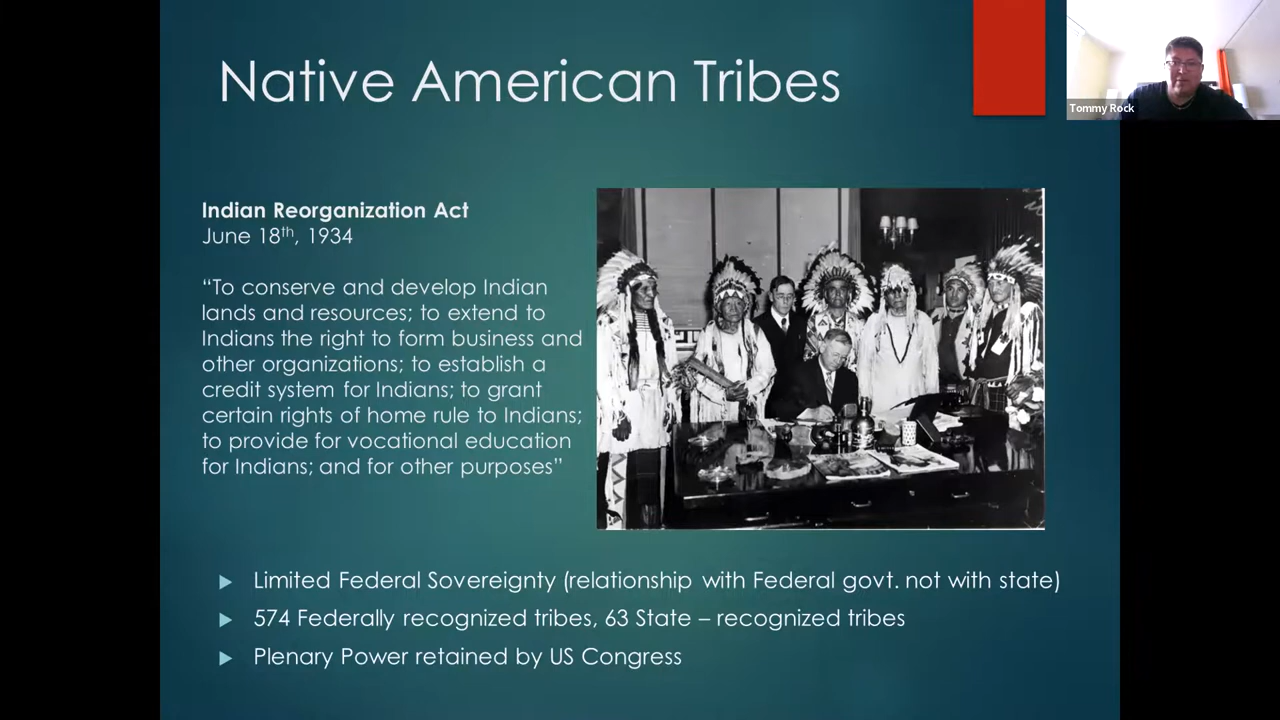 Native American Tribes
Tommy Rock
Indian Reorganization Act
June 18th, 1934
“To conserve and develop Indian
lands and resources; to extend to
Indians the right to form business and
other organizations; to establish a
credit system for Indians; to grant
certain rights of home rule to Indians;
to provide for vocational education
for Indians; and for other purposes”
Limited Federal Sovereignty (relationship with Federal govt. not with state)
574 Federally recognized tribes, 63 State – recognized tribes
Plenary Power retained by US Congress